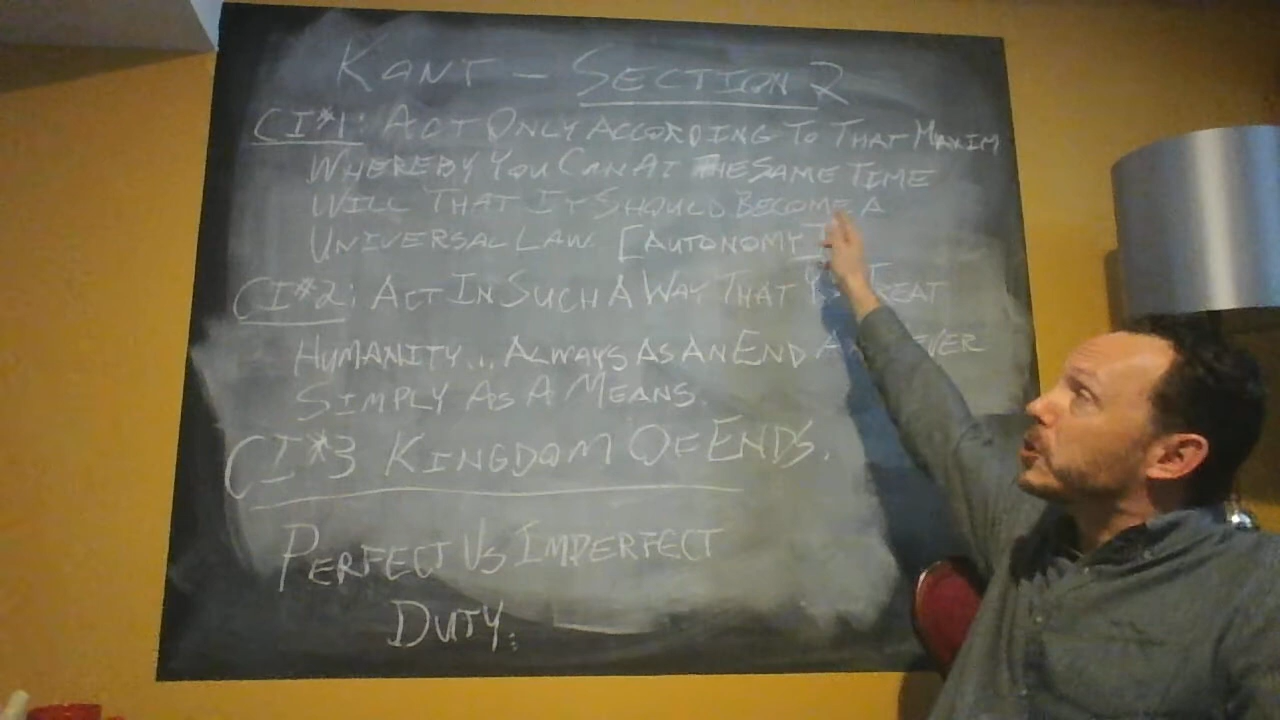 KANT – SECTION 2
CI#1: ACT ONLY ACCORDING TO THAT MAXIM
WHEREBY YOU CAN AT THE SAME TIME
WILL THAT IT SHOULD BECOME A
UNIVERSAL LAW. [AUTONOMY]
CI#2: ACT IN SUCH A WAY THAT TREAT
HUMANITY... ALWAYS AS AN END
SIMPLY AS A MEANS.
CI#3 KINGDOM OF ENDS.
PERFECT VS IMPERFECT
DUTY: